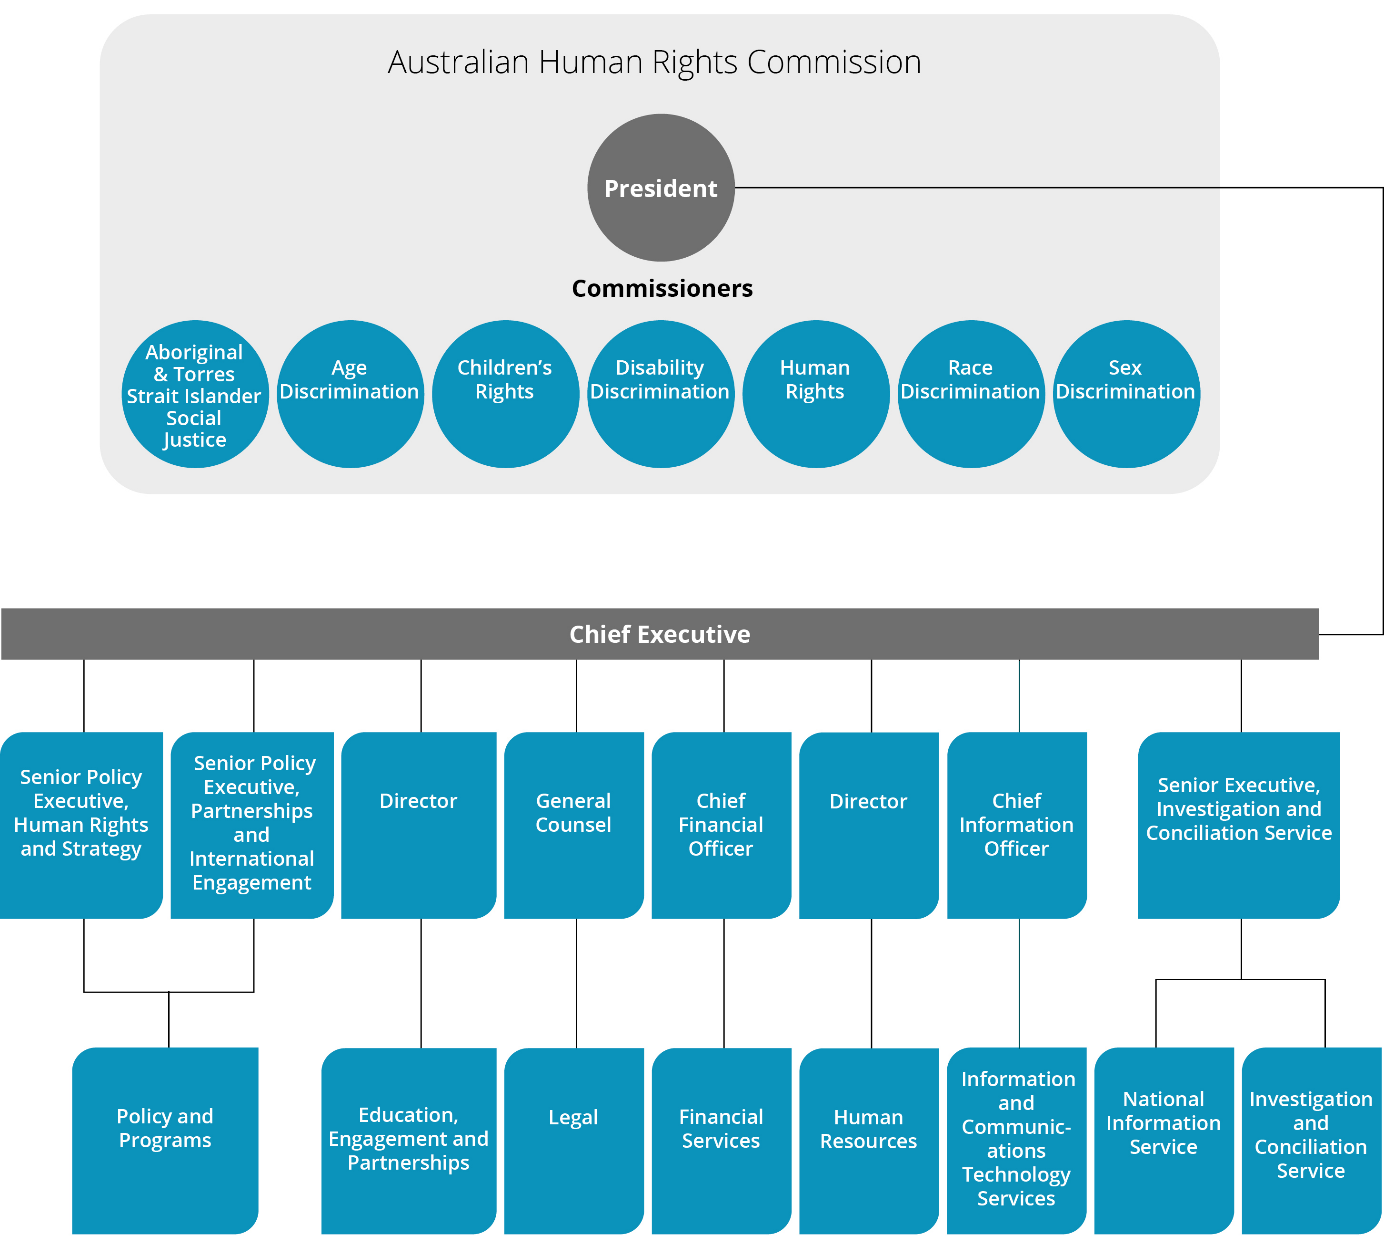 Australian Human Rights Commission
President
Commissioners
Aboriginal
& Torres
Strait Islander
Social
Justice
Age
Discrimination
Children’s
Rights
Disability
Discrimination
Human
Rights
Race
Discrimination
Sex
Discrimination
Chief Executive
Senior Policy
Executive,
Human Rights
and Strategy
Senior Policy
Executive,
Partnerships
and
International
Engagement
Director
General
Counsel
Chief
Financial
Officer
Director
Chief
Information
Officer
Senior Executive,
Investigation and
Conciliation Service
Policy and
Programs
Education,
Engagement and
Partnerships
Legal
Financial
Services
Human
Resources
Information
and
Communic-
ations
Technology
Services
National
Information
Service
Investigation
and
Conciliation
Service